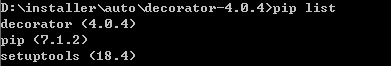 D:\installer\auto\decorator-4.0.4>pip list
decorator (4.0.4)
pip (7.1.2)
setuptools (18.4)